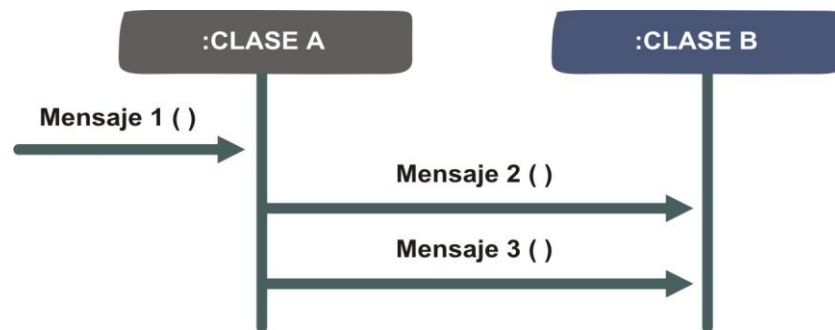 :CLASE A
:CLASE B
Mensaje 1 ( )
Mensaje 2 ( )
Mensaje 3 ( )